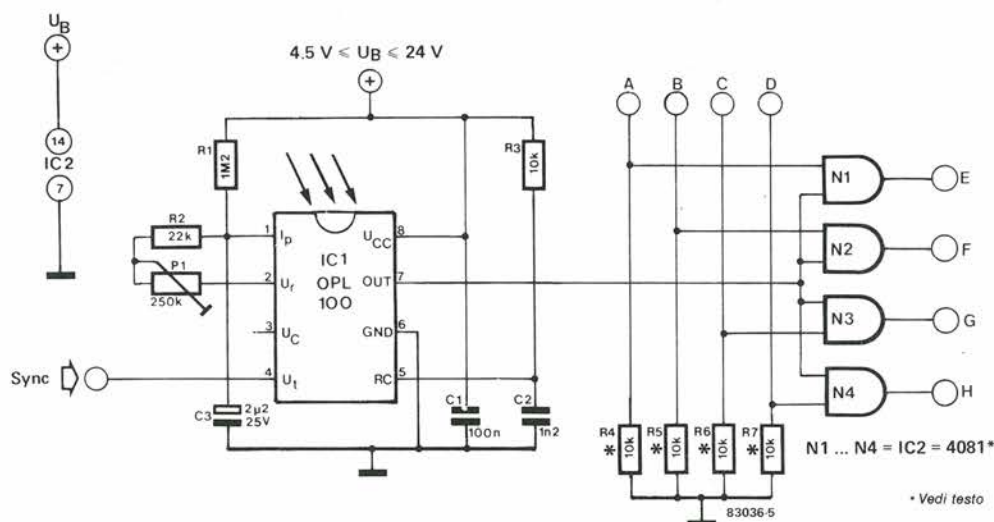 U_B
+
14
IC2
7
4.5 V ≤ U_B ≤ 24 V
+
R1
1M2
R3
10k
R2
22k
P1
250k
1
I_p
2
U_r
3
U_C
4
U_t
IC1
OPL
100
U_CC
8
OUT
7
GND
6
RC
5
Sync
C3
2µ2
25V
C1
100n
C2
1n2
A
B
C
D
N1
E
N2
F
N3
G
N4
H
R4
10k
*
R5
10k
*
R6
10k
*
R7
10k
*
N1 ... N4 = IC2 = 4081*
83036-5
* Vedi testo